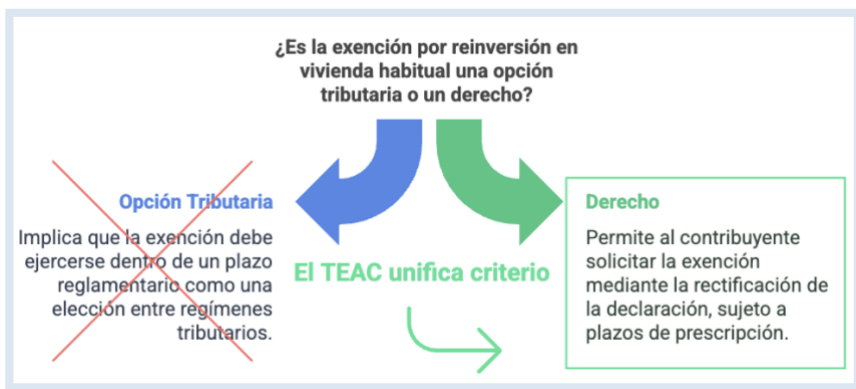 ¿Es la exención por reinversión en
vivienda habitual una opción
tributaria o un derecho?
Opción Tributaria
Implica que la exención debe
ejercerse dentro de un plazo
reglamentario como una
elección entre regímenes
tributarios.
El TEAC unifica criterio
Derecho
Permite al contribuyente
solicitar la exención
mediante la rectificación de
la declaración, sujeto a
plazos de prescripción.